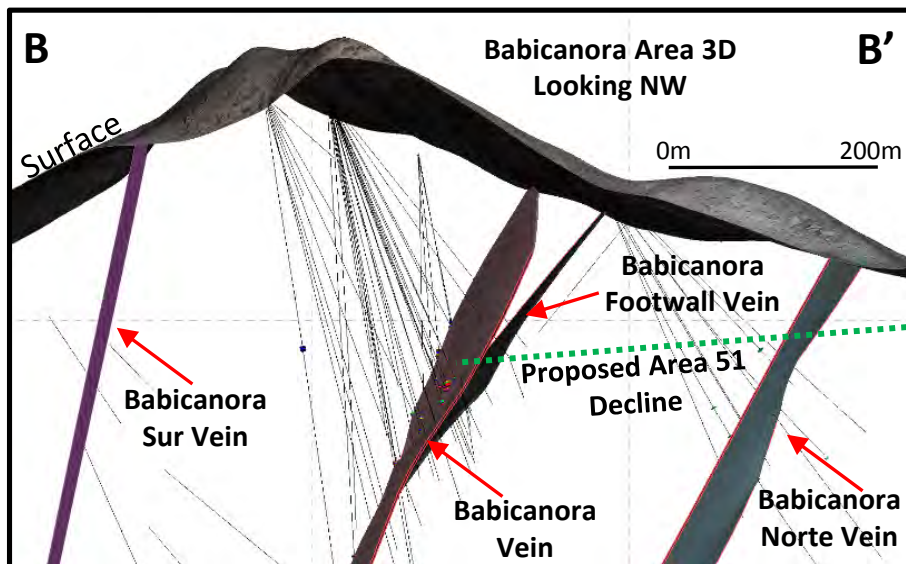 B
Babicanora Area 3D
Looking NW
B’
Surface
0m
200m
Babicanora
Footwall Vein
Proposed Area 51
Decline
Babicanora
Sur Vein
Babicanora
Vein
Babicanora
Norte Vein